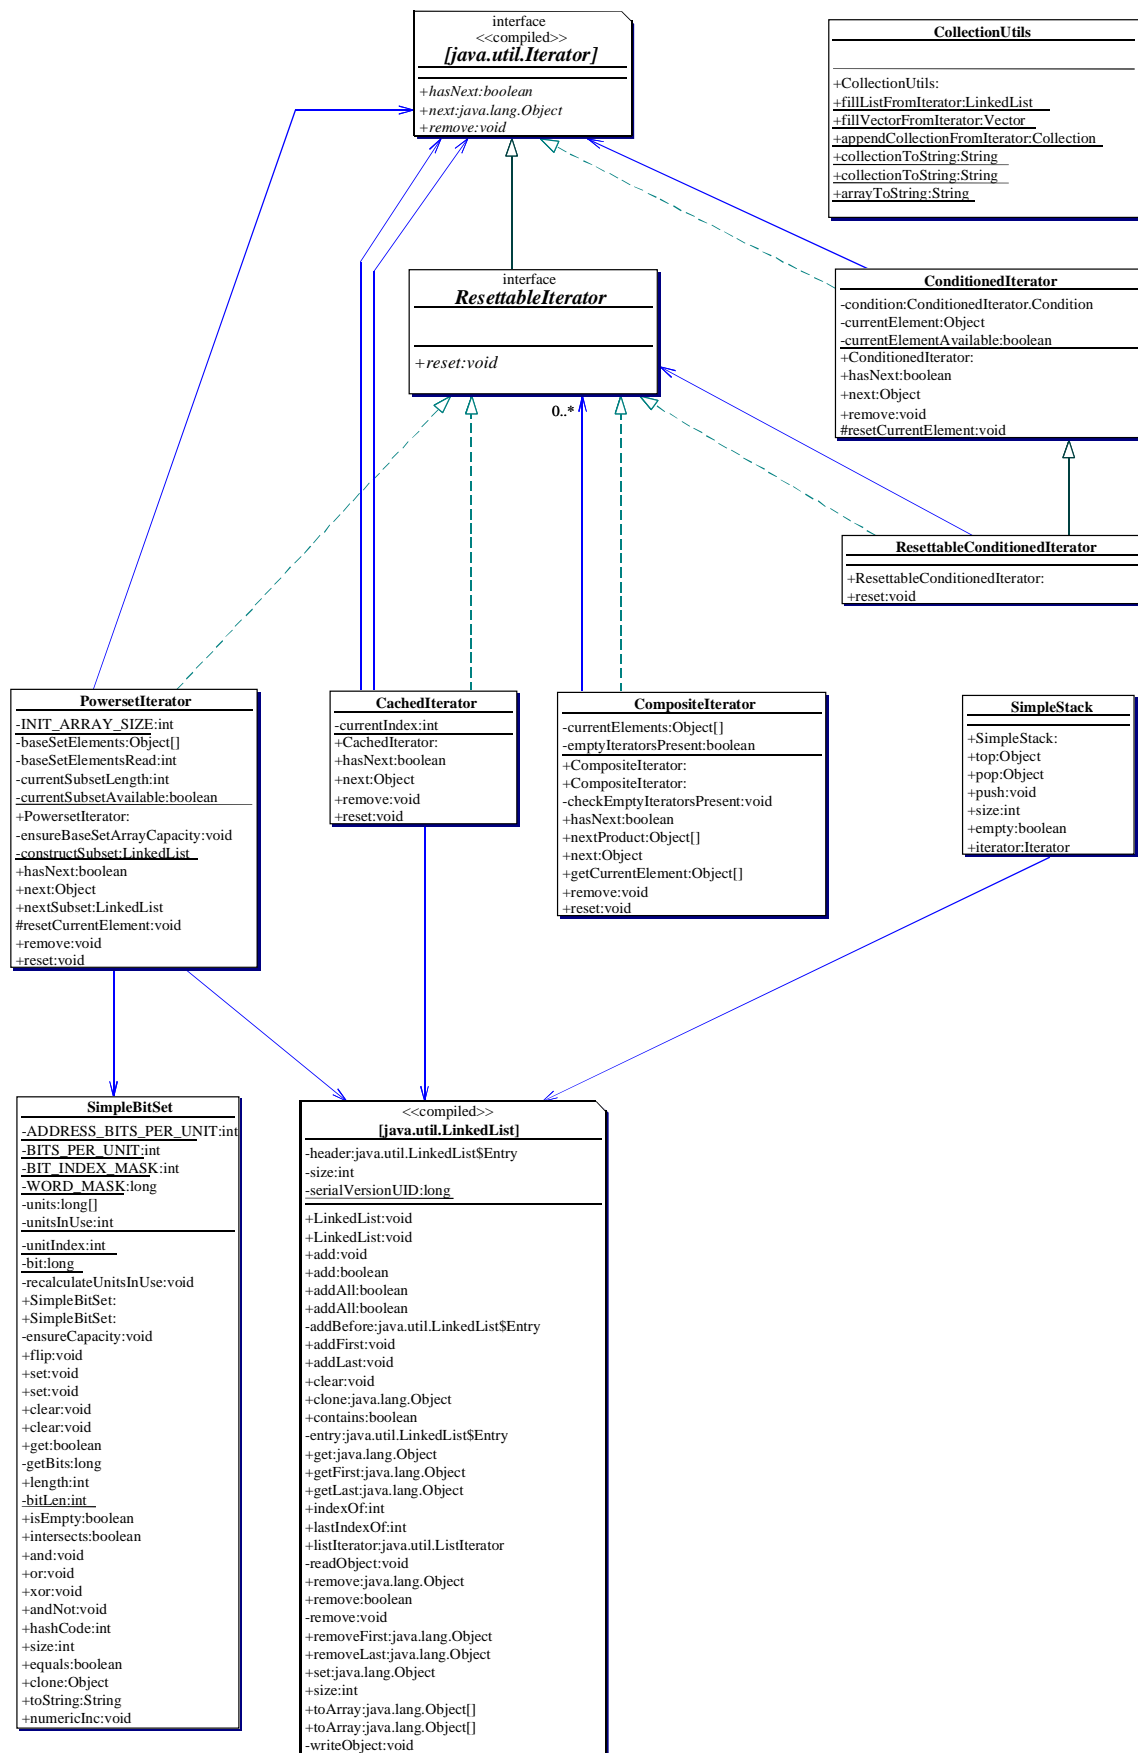 interface
<<compiled>>
[java.util.Iterator]
+hasNext:boolean
+next:java.lang.Object
+remove:void
CollectionUtils
+CollectionUtils:
+fillListFromIterator:LinkedList
+fillVectorFromIterator:Vector
+appendCollectionFromIterator:Collection
+collectionToString:String
+collectionToString:String
+arrayToString:String
interface
ResettableIterator
+reset:void
ConditionedIterator
-condition:ConditionedIterator.Condition
-currentElement:Object
-currentElementAvailable:boolean
+ConditionedIterator:
+hasNext:boolean
+next:Object
+remove:void
#resetCurrentElement:void
0..*
ResettableConditionedIterator
+ResettableConditionedIterator:
+reset:void
PowersetIterator
-INIT_ARRAY_SIZE:int
-baseSetElements:Object[]
-baseSetElementsRead:int
-currentSubsetLength:int
-currentSubsetAvailable:boolean
+PowersetIterator:
-ensureBaseSetArrayCapacity:void
-constructSubset:LinkedList
+hasNext:boolean
+next:Object
+nextSubset:LinkedList
#resetCurrentElement:void
+remove:void
+reset:void
CachedIterator
-currentIndex:int
+CachedIterator:
+hasNext:boolean
+next:Object
+remove:void
+reset:void
CompositeIterator
-currentElements:Object[]
-emptyIteratorsPresent:boolean
+CompositeIterator:
+CompositeIterator:
-checkEmptyIteratorsPresent:void
+hasNext:boolean
+nextProduct:Object[]
+next:Object
+getCurrentElement:Object[]
+remove:void
+reset:void
SimpleStack
+SimpleStack:
+top:Object
+pop:Object
+push:void
+size:int
+empty:boolean
+iterator:Iterator
SimpleBitSet
-ADDRESS_BITS_PER_UNIT:int
-BITS_PER_UNIT:int
-BIT_INDEX_MASK:int
-WORD_MASK:long
-units:long[]
-unitsInUse:int
-unitIndex:int
-bit:long
-recalculateUnitsInUse:void
+SimpleBitSet:
+SimpleBitSet:
-ensureCapacity:void
+flip:void
+set:void
+set:void
+clear:void
+clear:void
+get:boolean
-getBits:long
+length:int
-bitLen:int
+isEmpty:boolean
+intersects:boolean
+and:void
+or:void
+xor:void
+andNot:void
+hashCode:int
+size:int
+equals:boolean
+clone:Object
+toString:String
+numericInc:void
<<compiled>>
[java.util.LinkedList]
-header:java.util.LinkedList$Entry
-size:int
-serialVersionUID:long
+LinkedList:void
+LinkedList:void
+add:void
+add:boolean
+addAll:boolean
+addAll:boolean
-addBefore:java.util.LinkedList$Entry
+addFirst:void
+addLast:void
+clear:void
+clone:java.lang.Object
+contains:boolean
-entry:java.util.LinkedList$Entry
+get:java.lang.Object
+getFirst:java.lang.Object
+getLast:java.lang.Object
+indexOf:int
+lastIndexOf:int
+listIterator:java.util.ListIterator
-readObject:void
+remove:java.lang.Object
+remove:boolean
-remove:void
+removeFirst:java.lang.Object
+removeLast:java.lang.Object
+set:java.lang.Object
+size:int
+toArray:java.lang.Object[]
+toArray:java.lang.Object[]
-writeObject:void